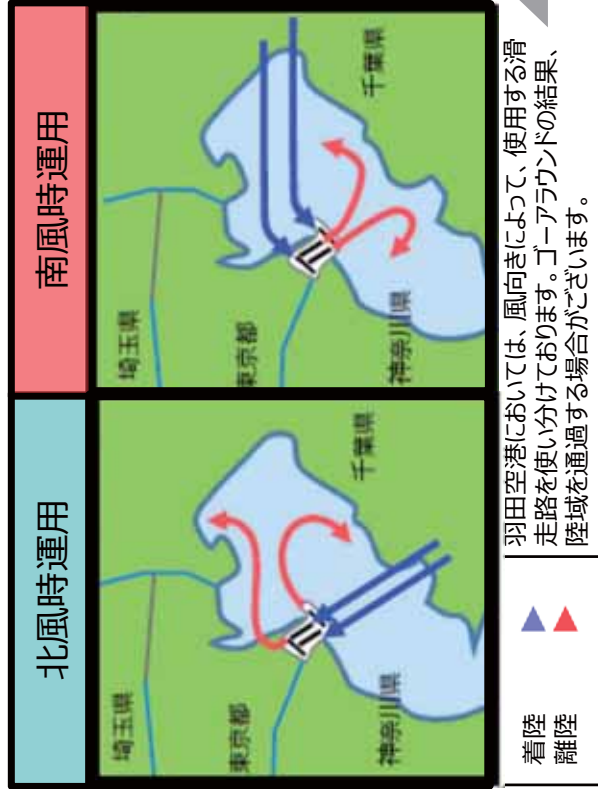 北風時運用
南風時運用
埼玉県
東京都
神奈川県
千葉県
埼玉県
東京都
神奈川県
千葉県
着陸
離陸
羽田空港においては、風向きによって、使用する滑
走路を使い分けております。ゴーアラウンドの結果、
陸域を通過する場合がございます。